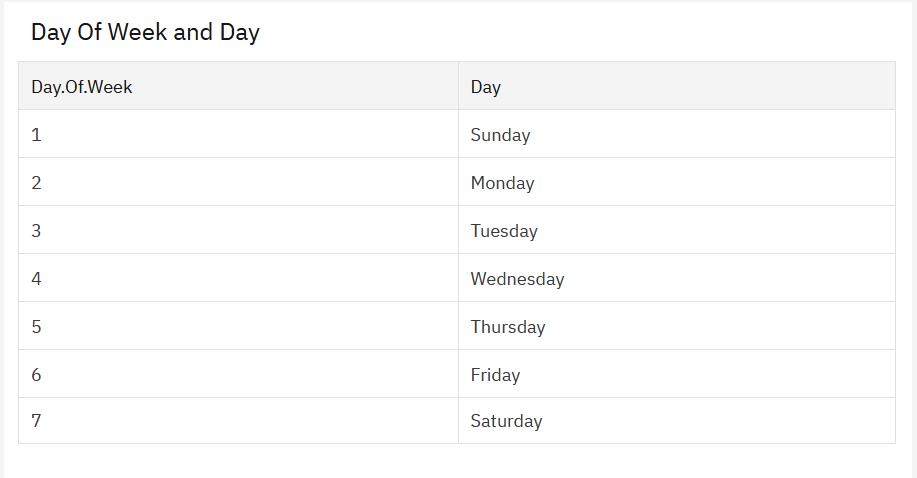 Day Of Week and Day
Day.Of.Week Day
1 Sunday
2 Monday
3 Tuesday
4 Wednesday
5 Thursday
6 Friday
7 Saturday